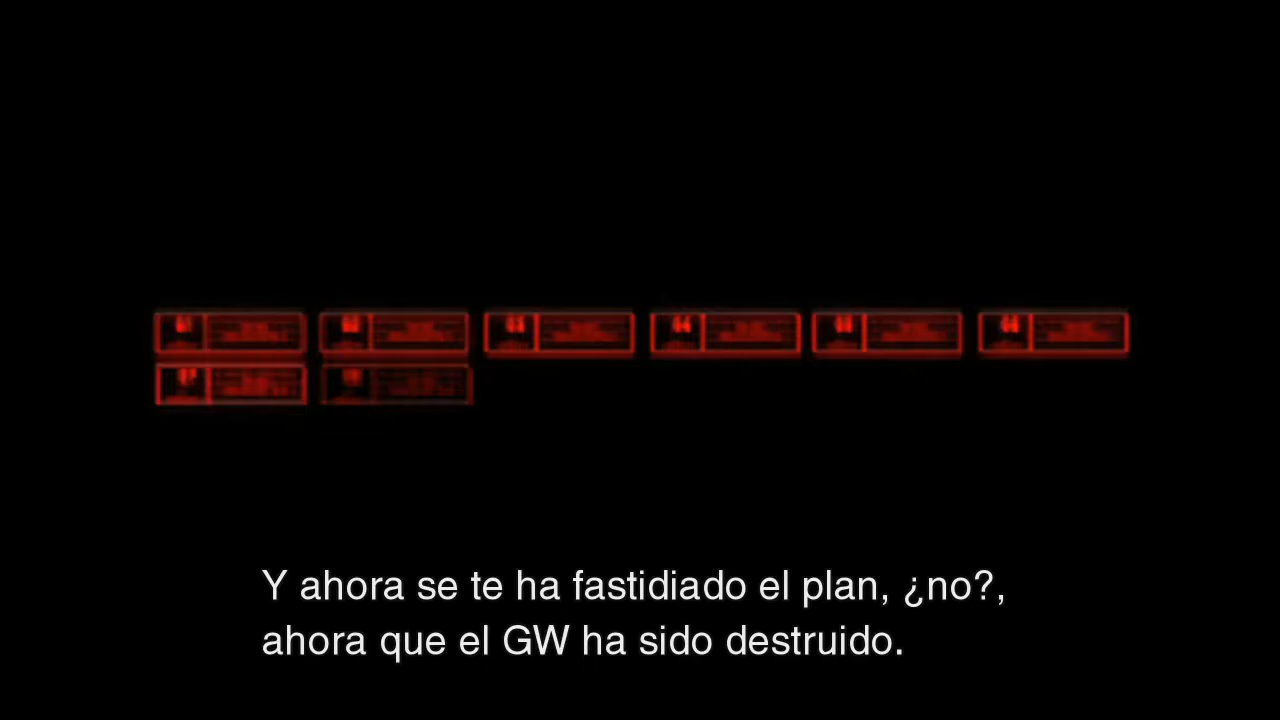 Y ahora se te ha fastidiado el plan, ¿no?,
ahora que el GW ha sido destruido.